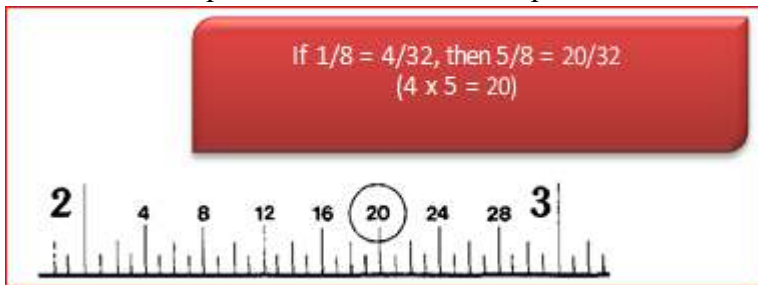 If 1/8 = 4/32, then 5/8 = 20/32
(4 x 5 = 20)
2 4 8 12 16 20 24 28 3